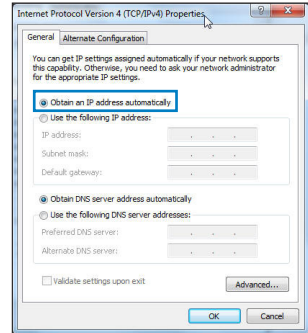 Internet Protocol Version 4 (TCP/IPv4) Properties
General
Alternate Configuration
You can get IP settings assigned automatically if your network supports
this capability. Otherwise, you need to ask your network administrator
for the appropriate IP settings.
Obtain an IP address automatically
Use the following IP address:
IP address:
Subnet mask:
Default gateway:
Obtain DNS server address automatically
Use the following DNS server addresses:
Preferred DNS server:
Alternate DNS server:
Validate settings upon exit
Advanced...
OK
Cancel